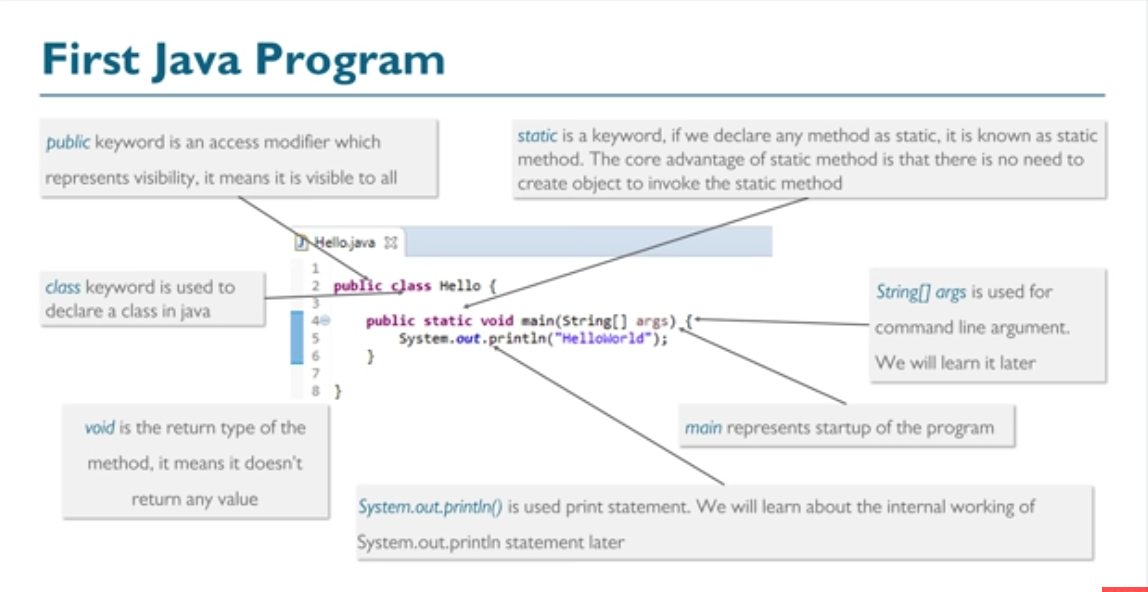 First Java Program
public keyword is an access modifier which
represents visibility, it means it is visible to all
static is a keyword, if we declare any method as static, it is known as static
method. The core advantage of static method is that there is no need to
create object to invoke the static method
Hello.java
class keyword is used to
declare a class in java
1
2 public class Hello {
3
4 public static void main(String[] args) {
5 System.out.println("HelloWorld");
6 }
7
8 }
String[] args is used for
command line argument.
We will learn it later
void is the return type of the
method, it means it doesn't
return any value
main represents startup of the program
System.out.println() is used print statement. We will learn about the internal working of
System.out.println statement later